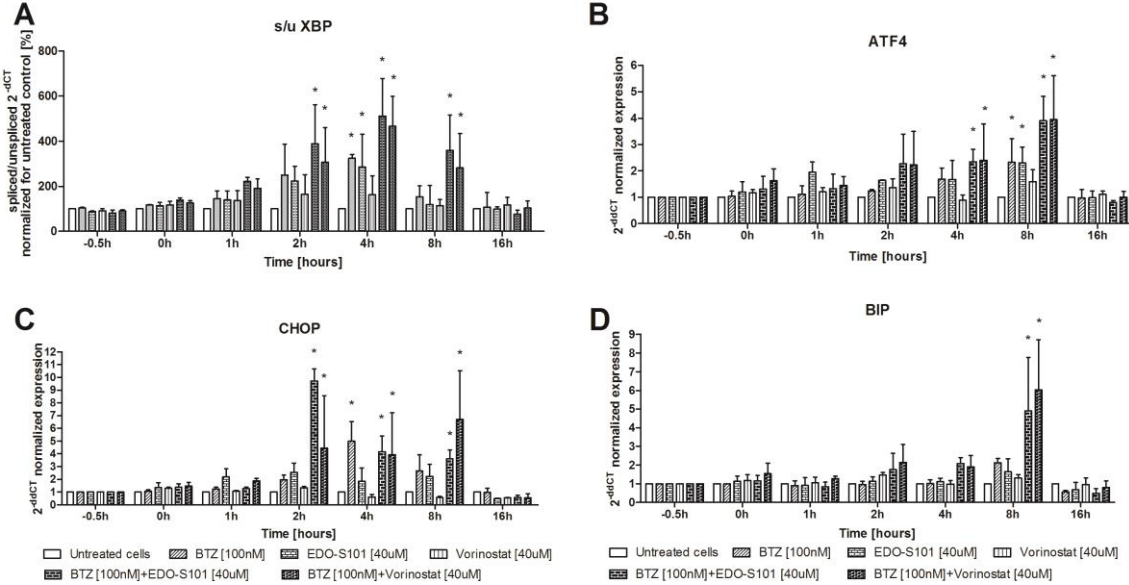 A
s/u XBP
spliced/unspliced 2^-dCT
normalized for untreated control [%]
800
600
400
200
100
0
* * * * * * * *
-0.5h 0h 1h 2h 4h 8h 16h
Time [hours]
B
ATF4
2^-ddCT normalized expression
6
5
4
3
2
1
0
* * * * * *
-0.5h 0h 1h 2h 4h 8h 16h
Time [hours]
C
CHOP
2^-ddCT normalized expression
12
11
10
9
8
7
6
5
4
3
2
1
0
* * * * * * *
-0.5h 0h 1h 2h 4h 8h 16h
Time [hours]
Untreated cells BTZ [100nM] EDO-S101 [40uM] Vorinostat [40uM]
BTZ [100nM]+EDO-S101 [40uM] BTZ [100nM]+Vorinostat [40uM]
D
BIP
2^-ddCT normalized expression
9
8
7
6
5
4
3
2
1
0
* *
-0.5h 0h 1h 2h 4h 8h 16h
Time [hours]
Untreated cells BTZ [100nM] EDO-S101 [40uM] Vorinostat [40uM]
BTZ [100nM]+EDO-S101 [40uM] BTZ [100nM]+Vorinostat [40uM]